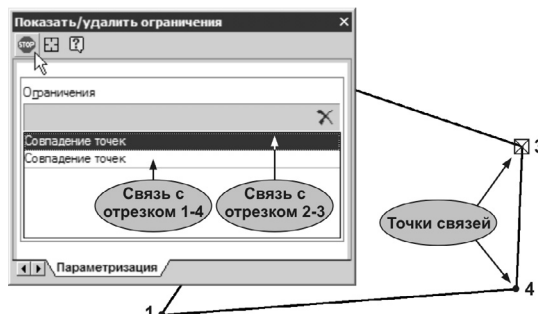 Показать/удалить ограничения
STOP
Ограничения
Совпадение точек
Совпадение точек
Связь с
отрезком 1-4
Связь с
отрезком 2-3
Параметризация
3
Точки связей
4
1